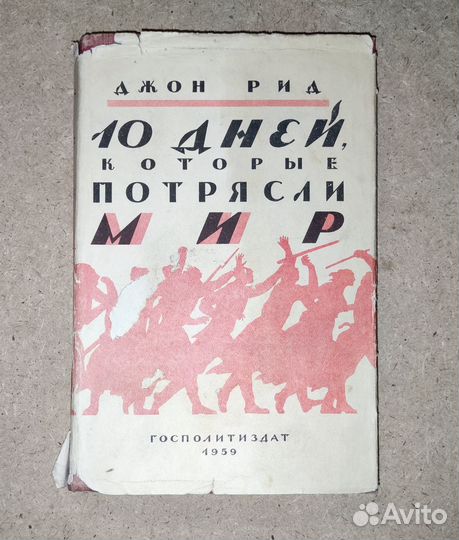 ДЖОН РИД
10 ДНЕЙ,
КОТОРЫЕ
ПОТРЯСЛИ
МИР
ГОСПОЛИТИЗДАТ
1959
Avito